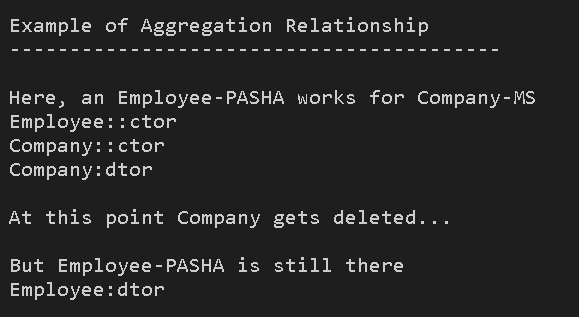 Example of Aggregation Relationship
-----------------------------------------
Here, an Employee-PASHA works for Company-MS
Employee::ctor
Company::ctor
Company:dtor
At this point Company gets deleted...
But Employee-PASHA is still there
Employee:dtor